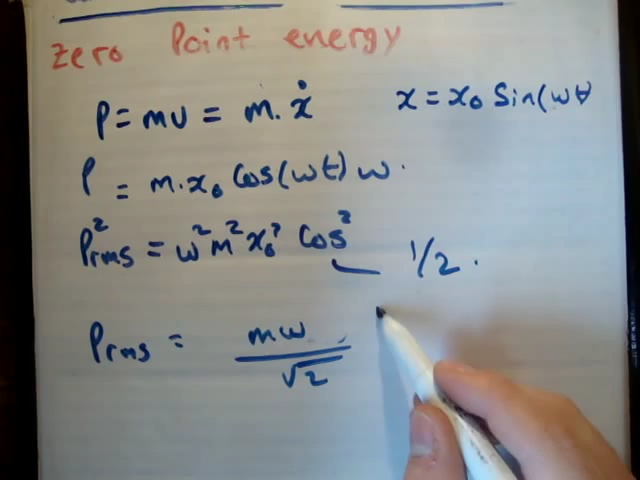 Zero Point energy
P = mv = m.ẋ x = x₀ Sin(ωt)
P = m.x₀ Cos(ωt) ω.
P²rms = ω²m²x₀² Cos² 1/2.
Prms = mω / √2